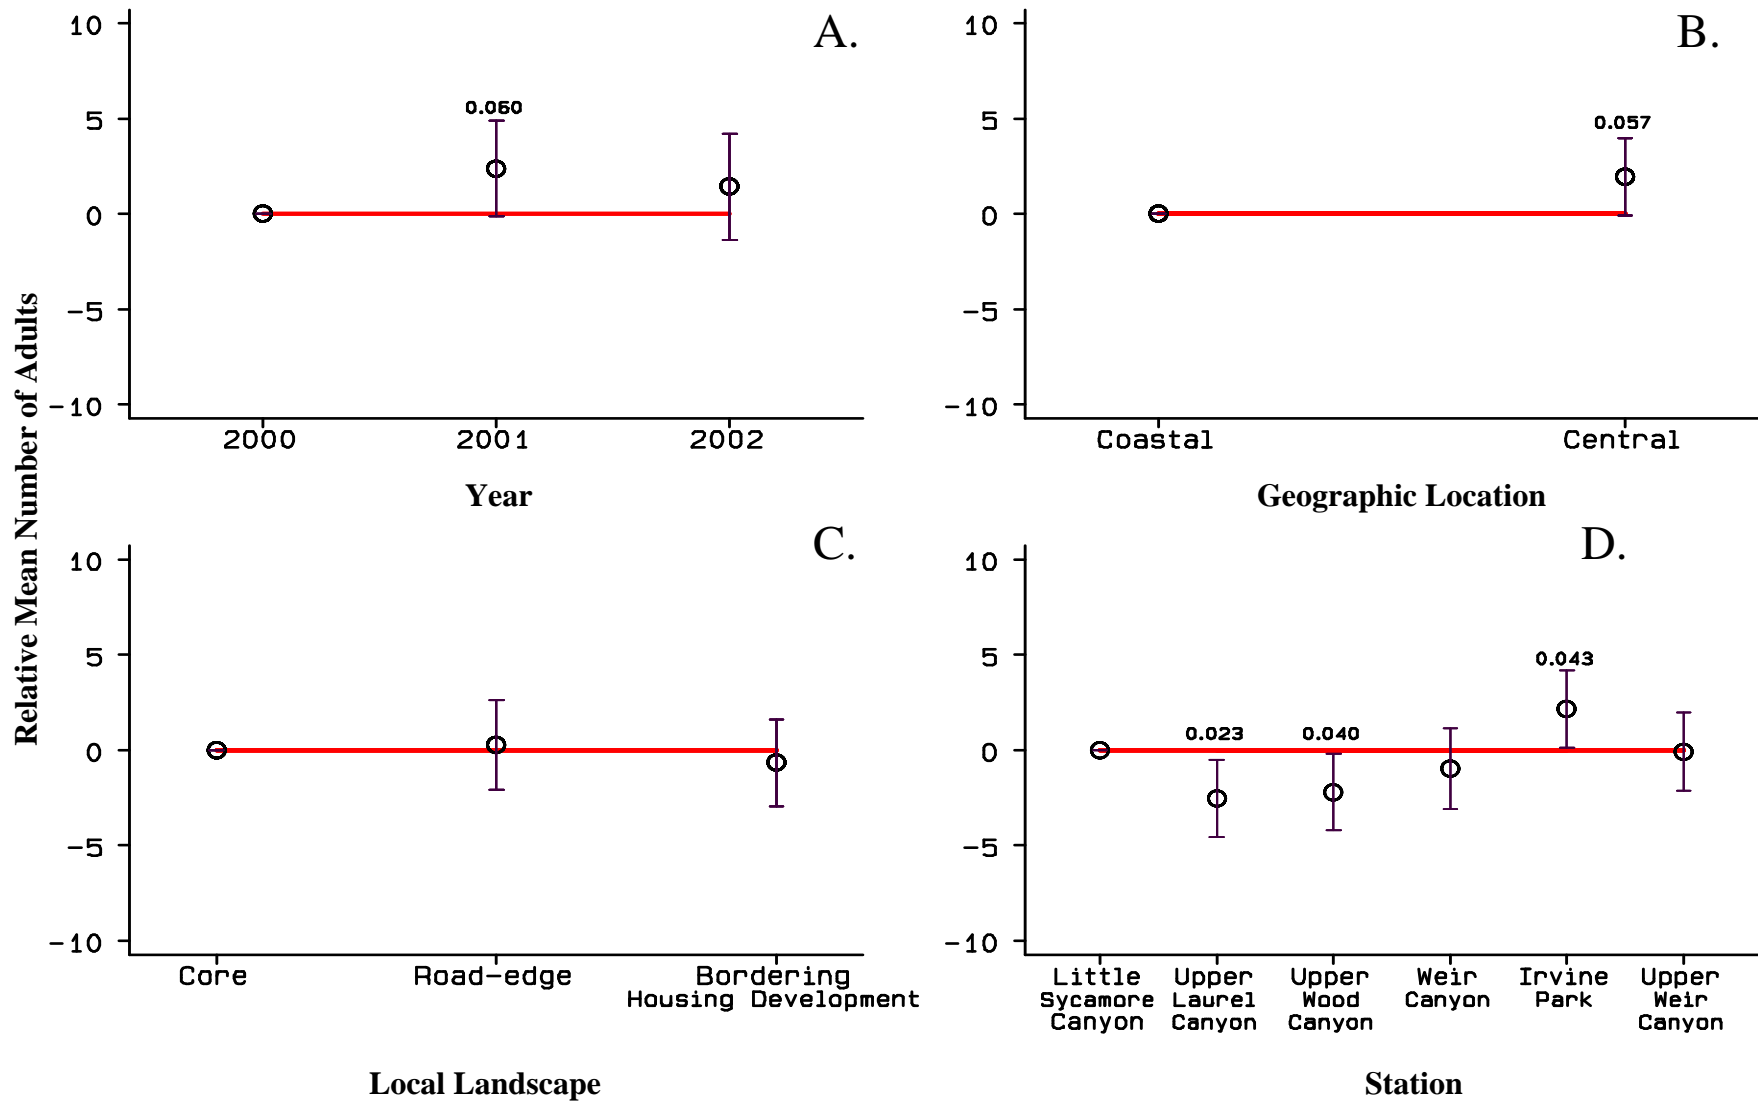 Relative Mean Number of Adults
A.
10
5
0
−5
−10
0.060
2000 2001 2002
Year
B.
10
5
0
−5
−10
0.057
Coastal Central
Geographic Location
C.
10
5
0
−5
−10
Core Road-edge Bordering
Housing Development
Local Landscape
D.
10
5
0
−5
−10
0.023 0.040 0.043
Little Upper Upper Weir Irvine Upper
Sycamore Laurel Wood Canyon Park Weir
Canyon Canyon Canyon Canyon
Station